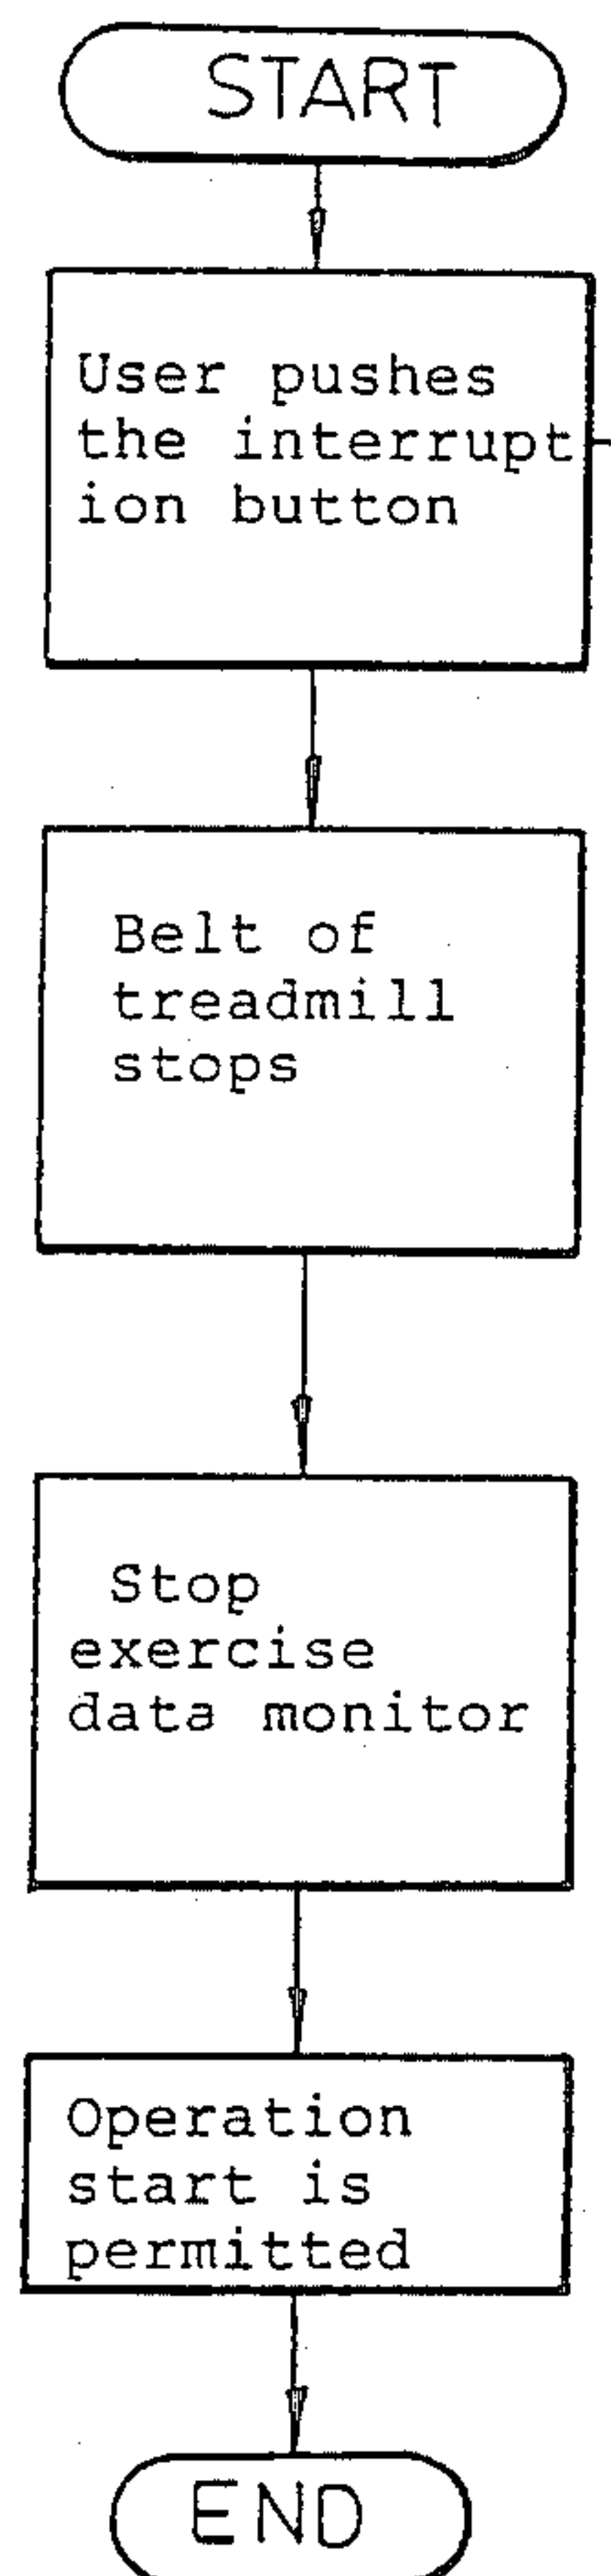 START
User pushes
the interrupt
ion button
Belt of
treadmill
stops
Stop
exercise
data monitor
Operation
start is
permitted
END